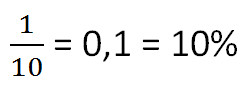 1/10 = 0,1 = 10%